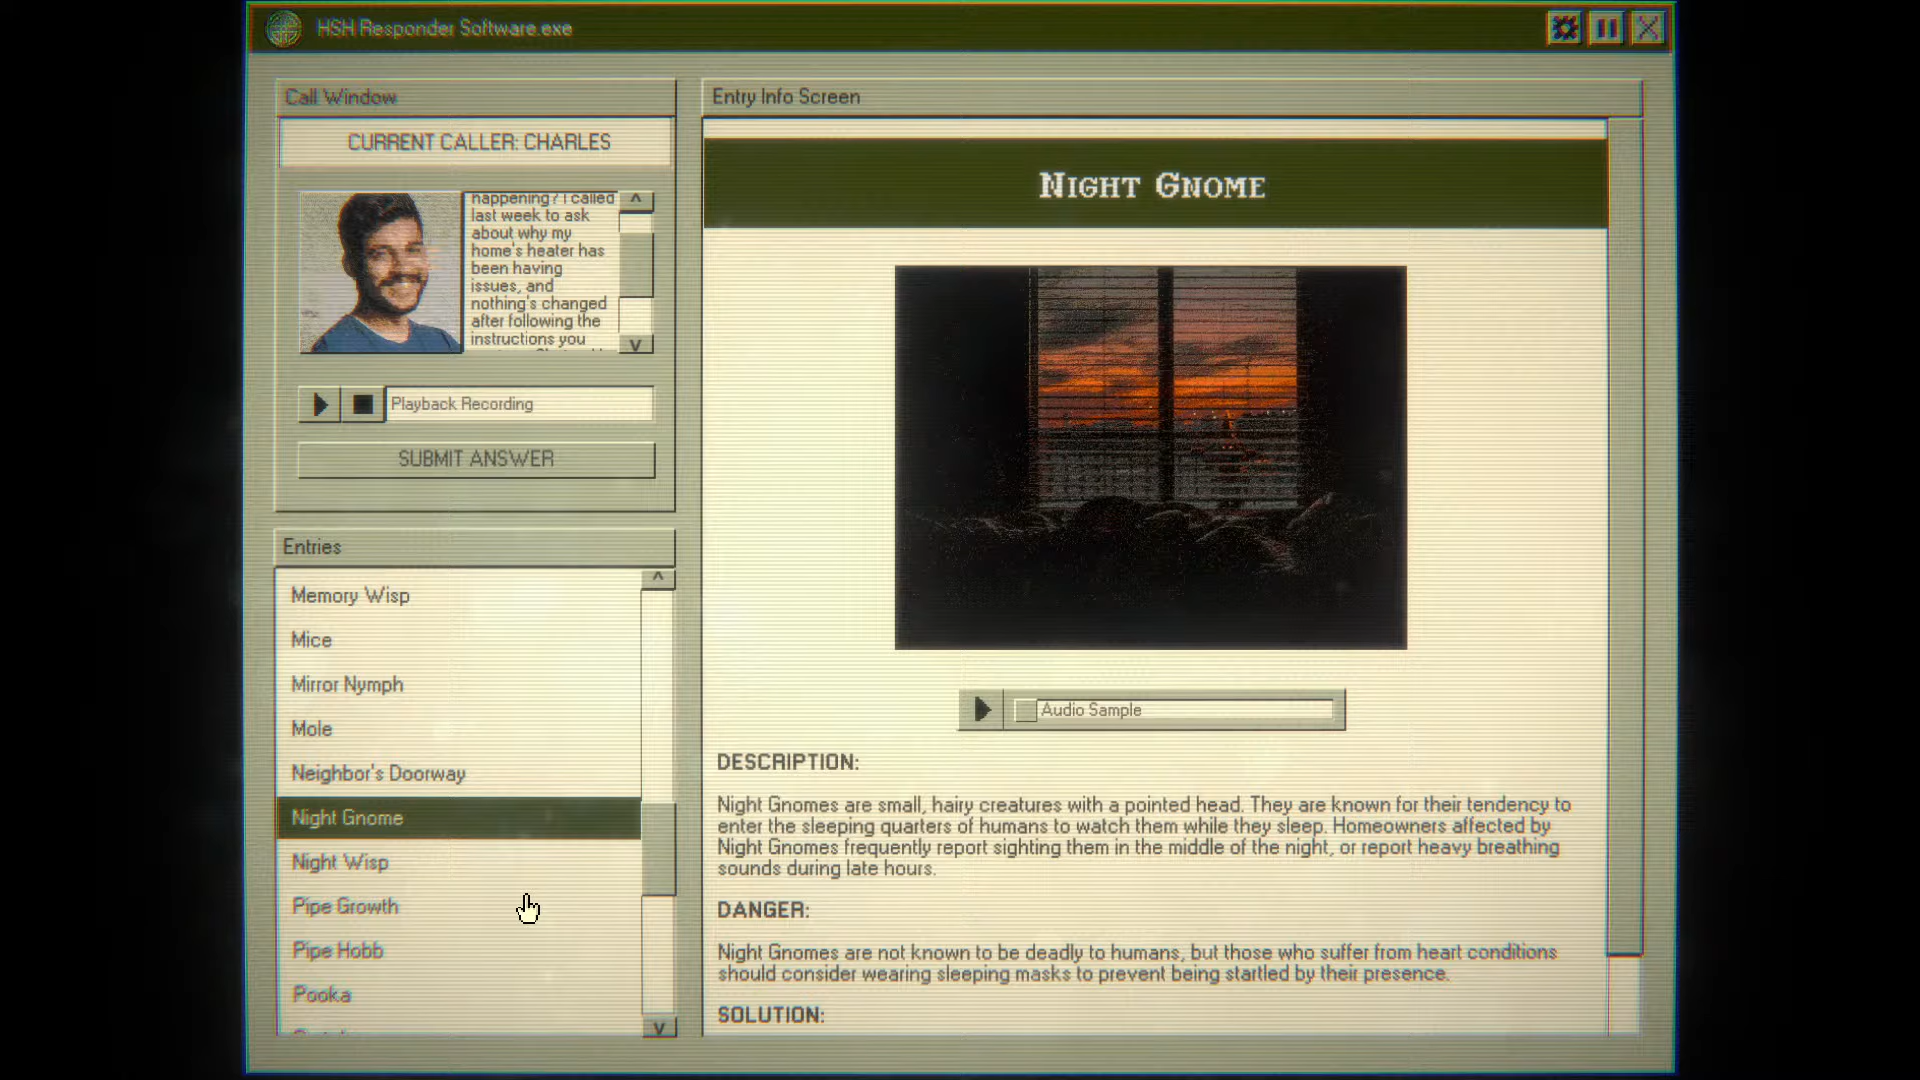 HSH Responder Software.exe
Call Window
CURRENT CALLER: CHARLES
happening? I called
last week to ask
about why my
home's heater has
been having
issues, and
nothing's changed
after following the
instructions you
Playback Recording
SUBMIT ANSWER
Entries
Memory Wisp
Mice
Mirror Nymph
Mole
Neighbor's Doorway
Night Gnome
Night Wisp
Pipe Growth
Pipe Hobb
Pooka
Entry Info Screen
NIGHT GNOME
Audio Sample
DESCRIPTION:
Night Gnomes are small, hairy creatures with a pointed head. They are known for their tendency to
enter the sleeping quarters of humans to watch them while they sleep. Homeowners affected by
Night Gnomes frequently report sighting them in the middle of the night, or report heavy breathing
sounds during late hours.
DANGER:
Night Gnomes are not known to be deadly to humans, but those who suffer from heart conditions
should consider wearing sleeping masks to prevent being startled by their presence.
SOLUTION: